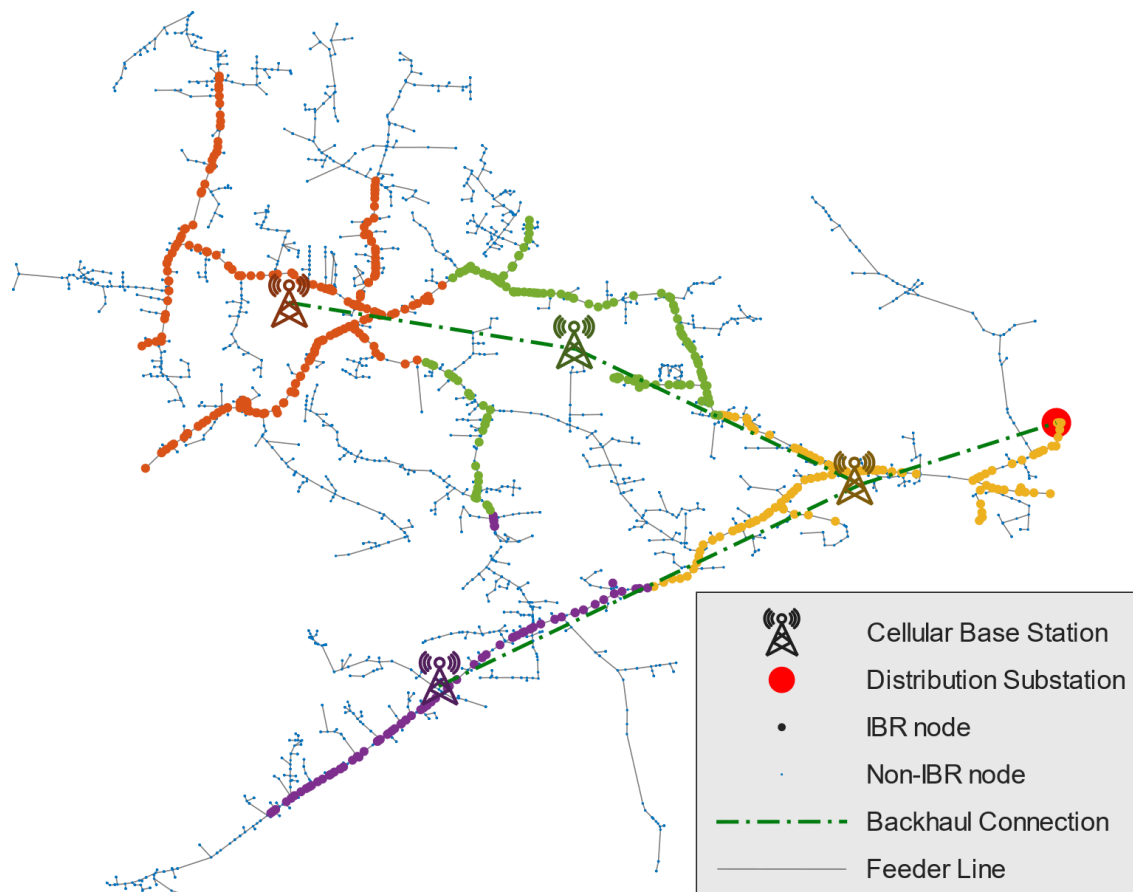 Cellular Base Station
Distribution Substation
IBR node
Non-IBR node
Backhaul Connection
Feeder Line